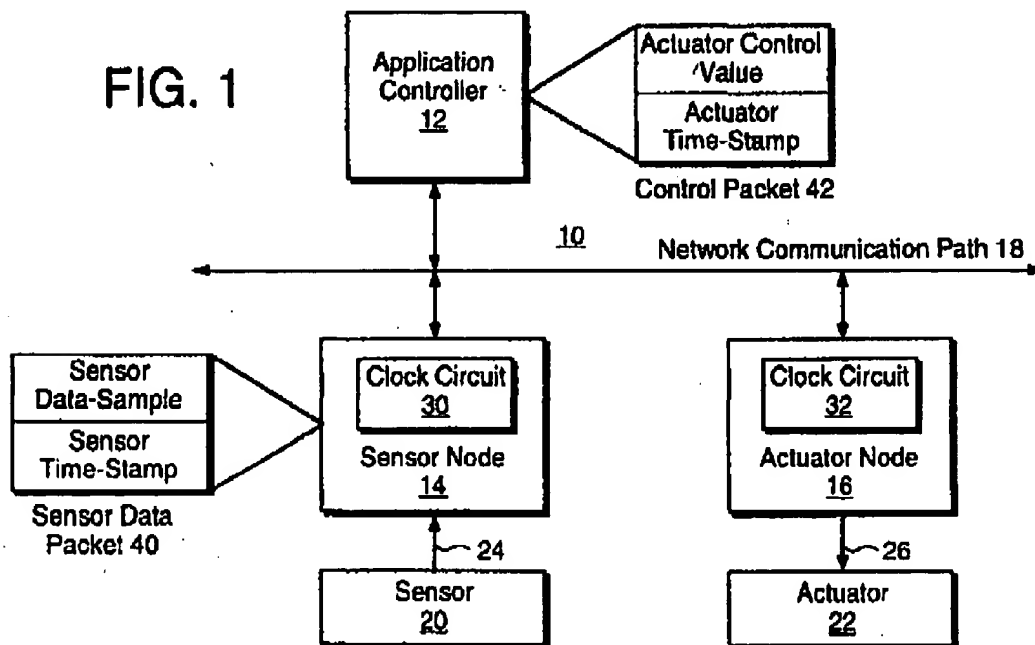 FIG. 1
Application
Controller
12
Actuator Control
Value
Actuator
Time-Stamp
Control Packet 42
10
Network Communication Path 18
Sensor
Data-Sample
Sensor
Time-Stamp
Sensor Data
Packet 40
Clock Circuit
30
Sensor Node
14
Clock Circuit
32
Actuator Node
16
24
26
Sensor
20
Actuator
22